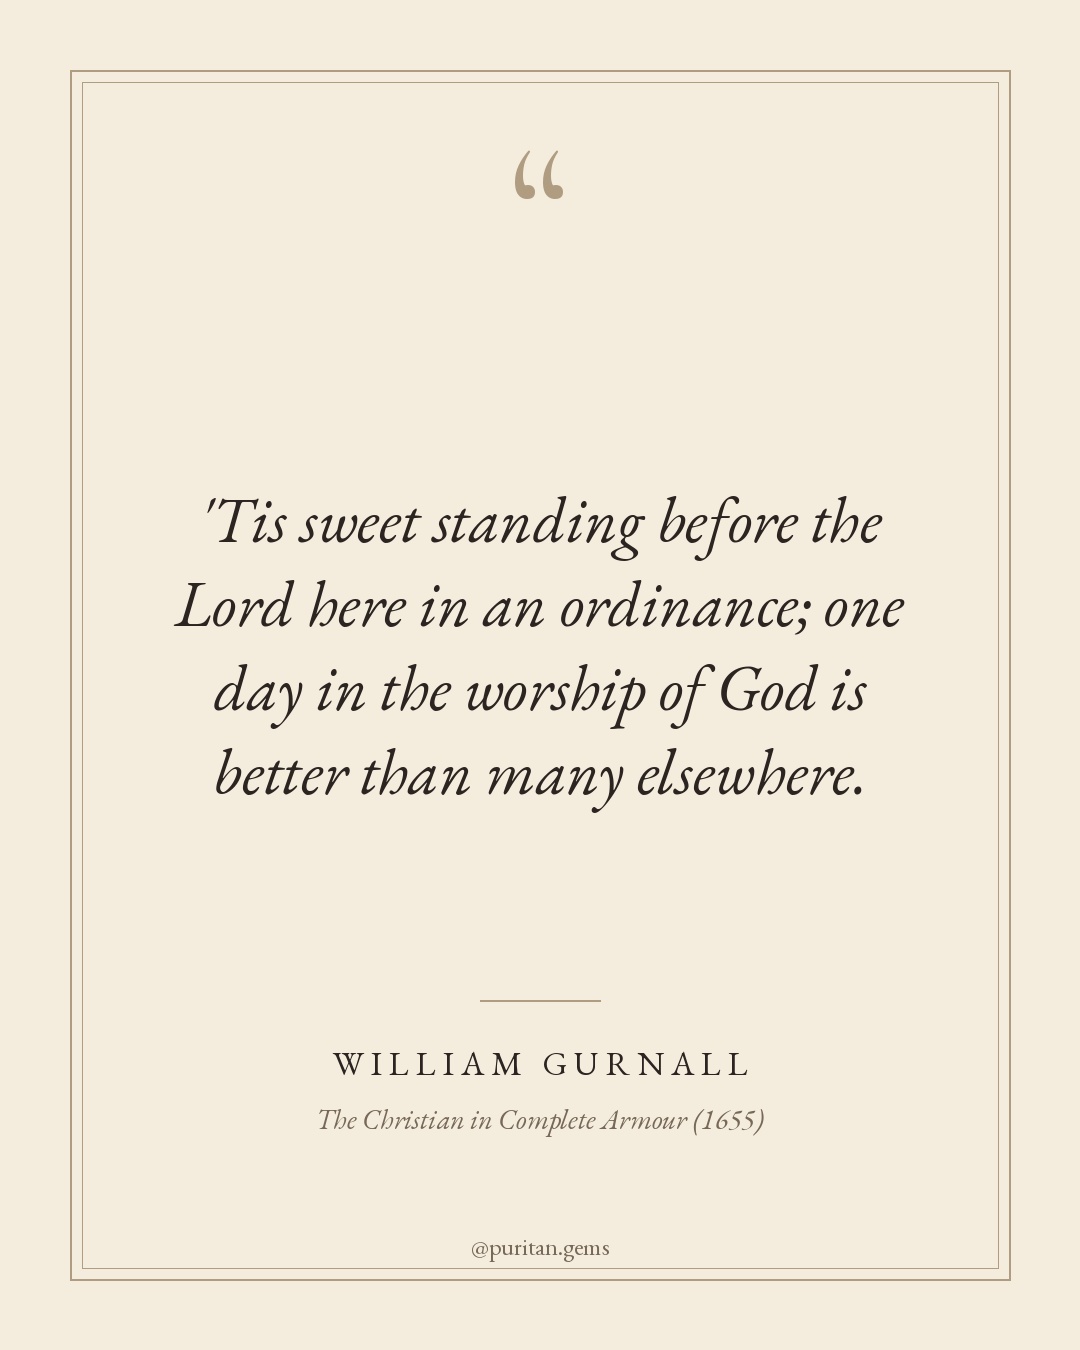 “
'Tis sweet standing before the
Lord here in an ordinance; one
day in the worship of God is
better than many elsewhere.
WILLIAM GURNALL
The Christian in Complete Armour (1655)
@puritan.gems